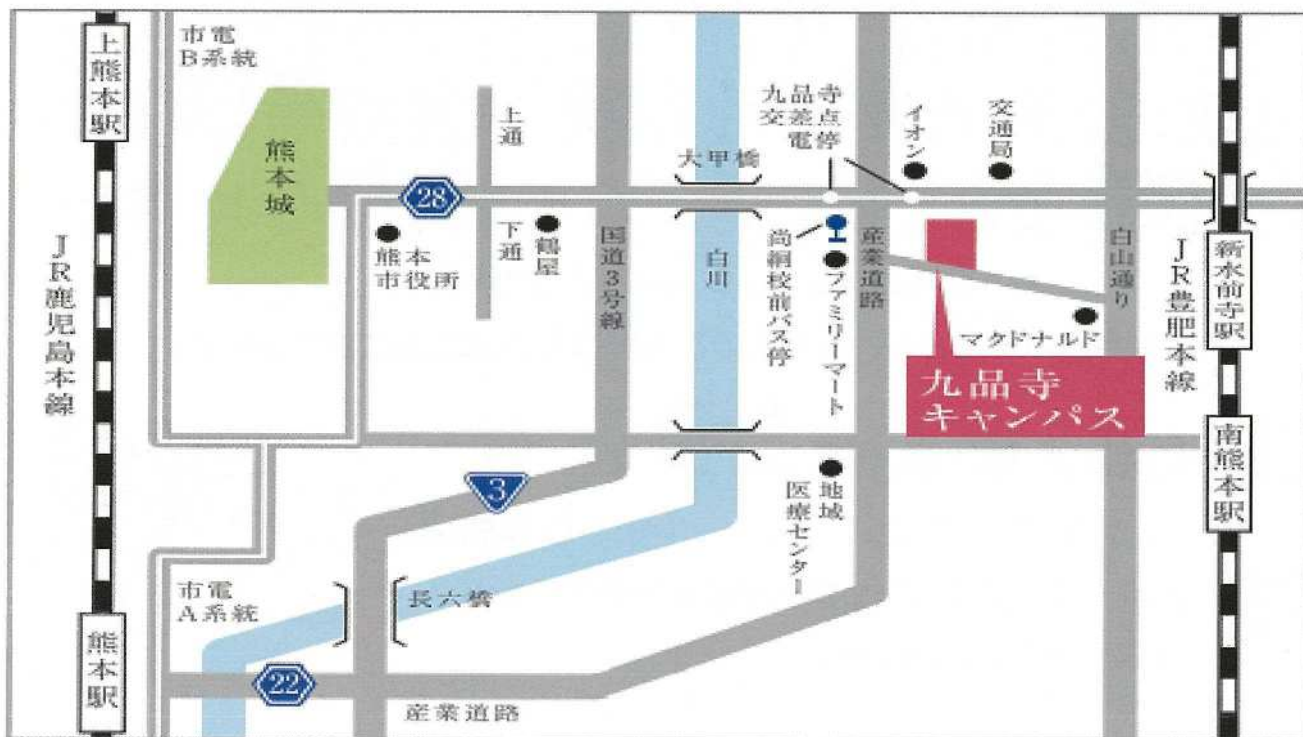 上熊本駅
市電
B系統
熊本城
28
上通
下通
熊本
市役所
鶴屋
国道3号線
大甲橋
白川
九品寺
交差点
電停
尚絅校前バス停
ファミリーマート
産業道路
イオン
交通局
白山通り
マクドナルド
九品寺
キャンパス
JR豊肥本線
新水前寺駅
南熊本駅
JR鹿児島本線
3
地域
医療センター
市電
A系統
長六橋
熊本駅
22
産業道路